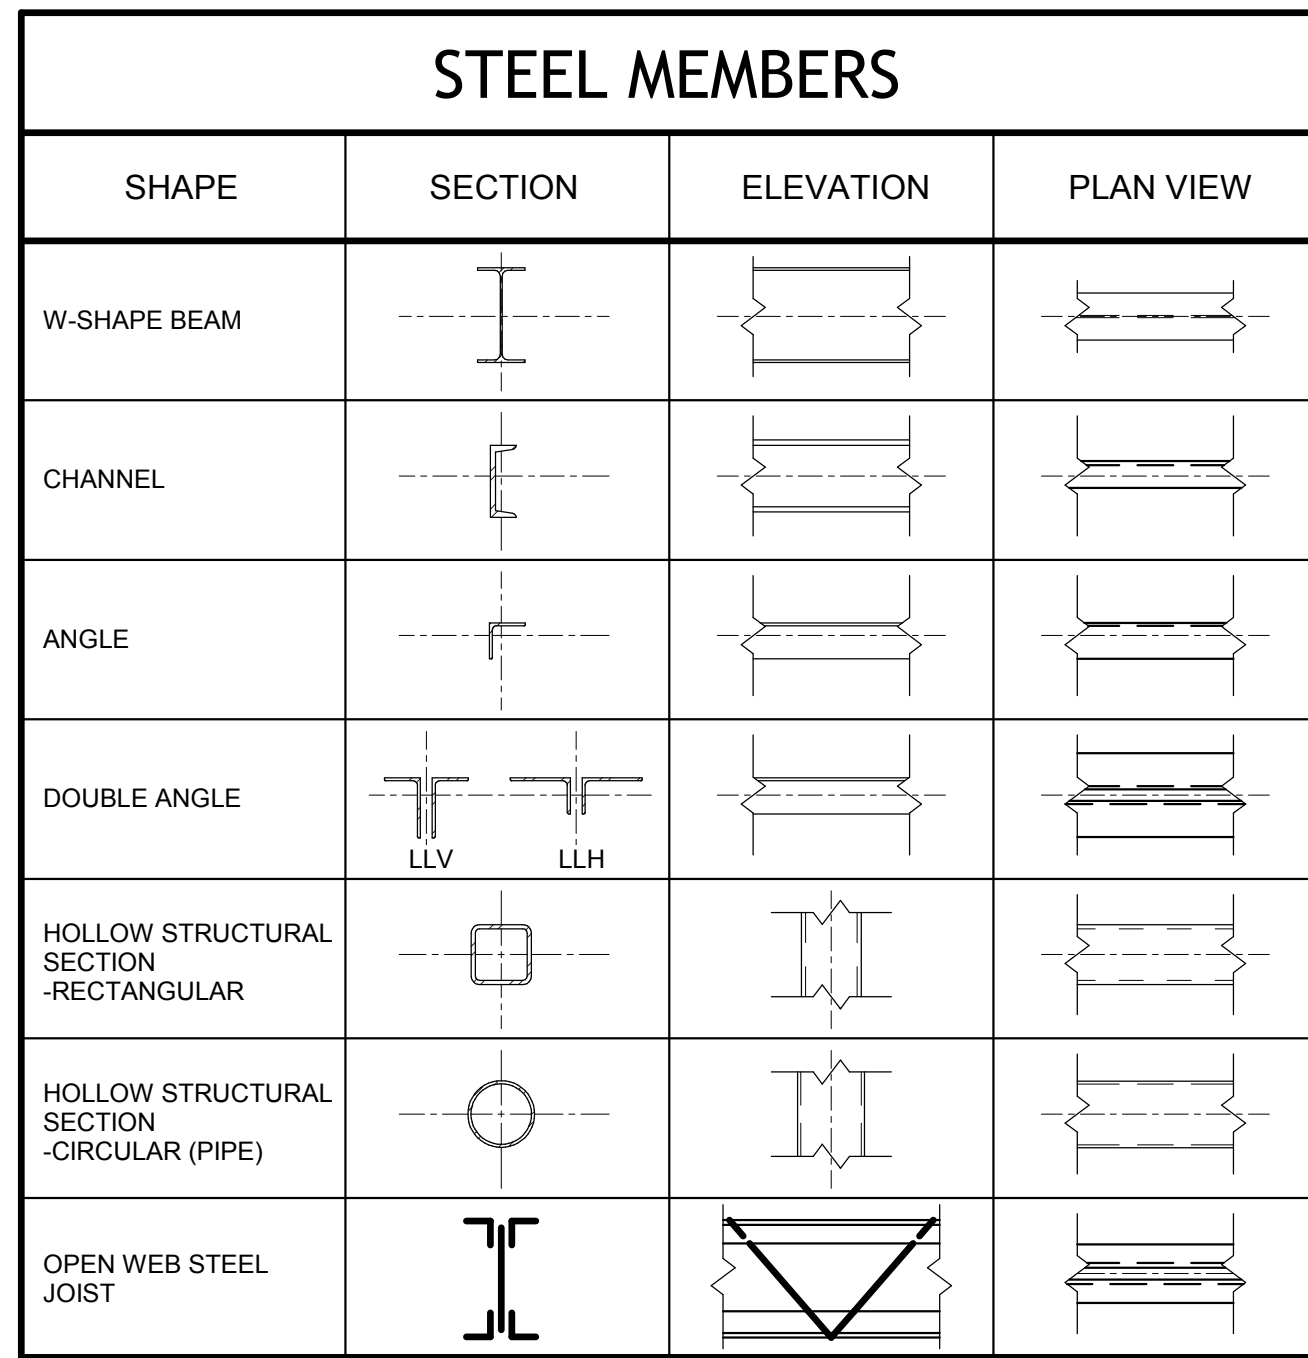 STEEL MEMBERS
SHAPE SECTION ELEVATION PLAN VIEW
W-SHAPE BEAM
CHANNEL
ANGLE
DOUBLE ANGLE
LLV LLH
HOLLOW STRUCTURAL
SECTION
-RECTANGULAR
HOLLOW STRUCTURAL
SECTION
-CIRCULAR (PIPE)
OPEN WEB STEEL
JOIST